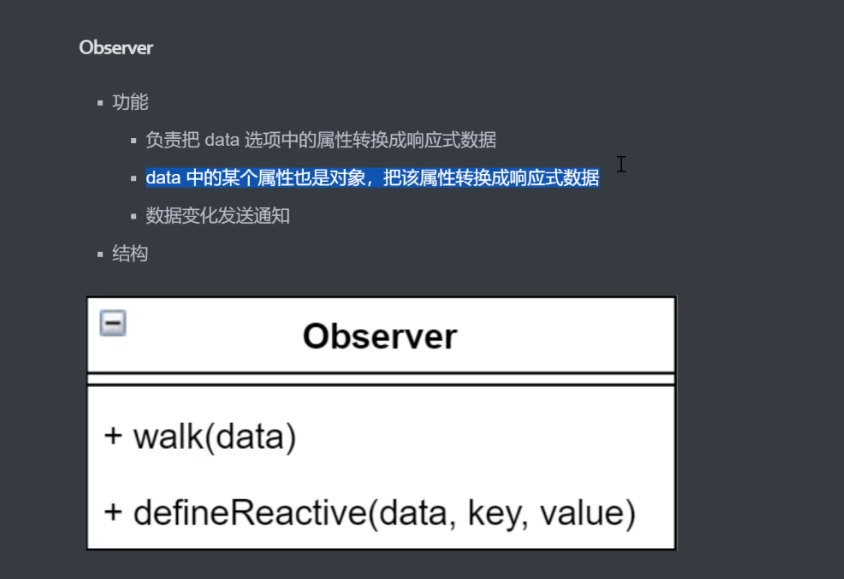 Observer
功能
负责把 data 选项中的属性转换成响应式数据
data 中的某个属性也是对象，把该属性转换成响应式数据
数据变化发送通知
结构
Observer
+ walk(data)
+ defineReactive(data, key, value)